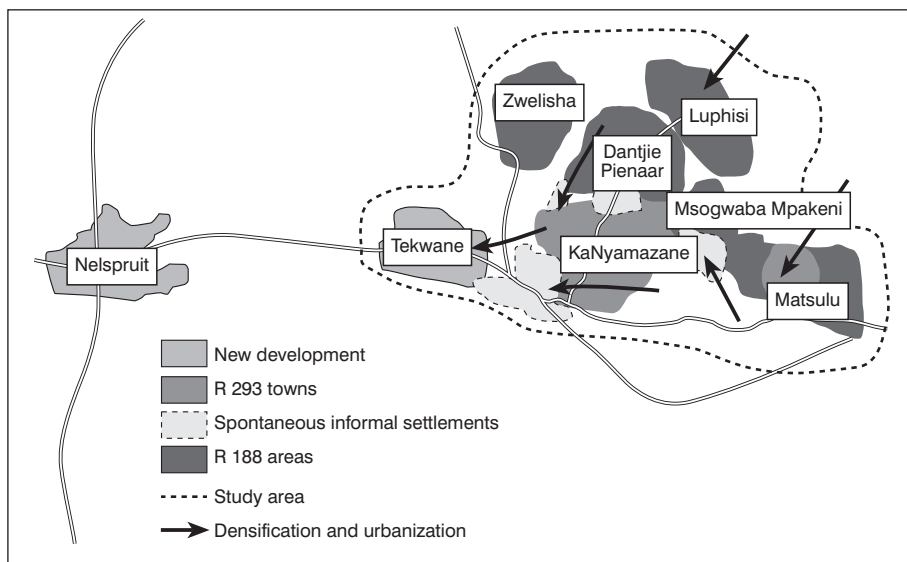 Zwelisha
Luphisi
Dantjie
Pienaar
Msogwaba Mpakeni
Nelspruit
Tekwane
KaNyamazane
Matsulu
New development
R 293 towns
Spontaneous informal settlements
R 188 areas
Study area
Densification and urbanization